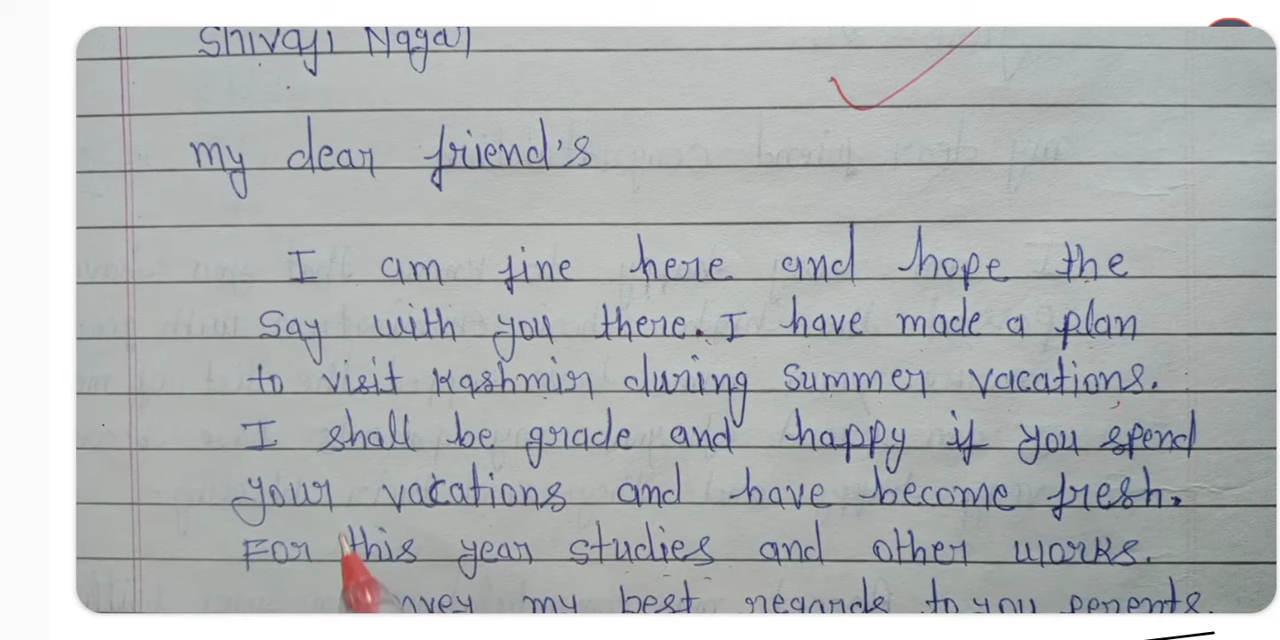 Shivaji Nagar
my dear friend's
I am fine here and hope the
Say with you there. I have made a plan
to visit Kashmir during Summer vacations.
I shall be grade and happy if you spend
your vacations and have become fresh.
For this year studies and other works.
my best regards to you perents.